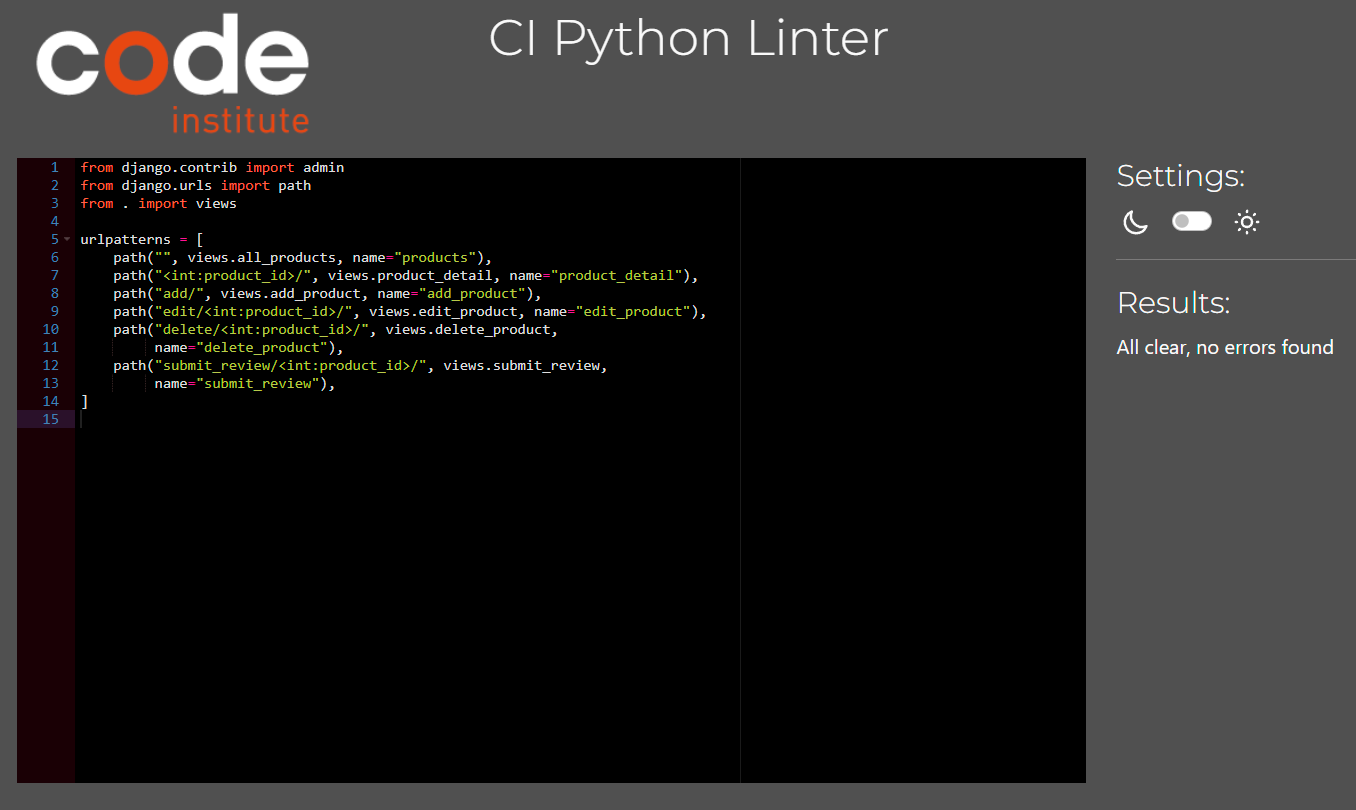 code
institute
CI Python Linter
1 from django.contrib import admin
2 from django.urls import path
3 from . import views
4
5 urlpatterns = [
6     path("", views.all_products, name="products"),
7     path("<int:product_id>/", views.product_detail, name="product_detail"),
8     path("add/", views.add_product, name="add_product"),
9     path("edit/<int:product_id>/", views.edit_product, name="edit_product"),
10     path("delete/<int:product_id>/", views.delete_product,
11          name="delete_product"),
12     path("submit_review/<int:product_id>/", views.submit_review,
13          name="submit_review"),
14 ]
15
Settings:
Results:
All clear, no errors found